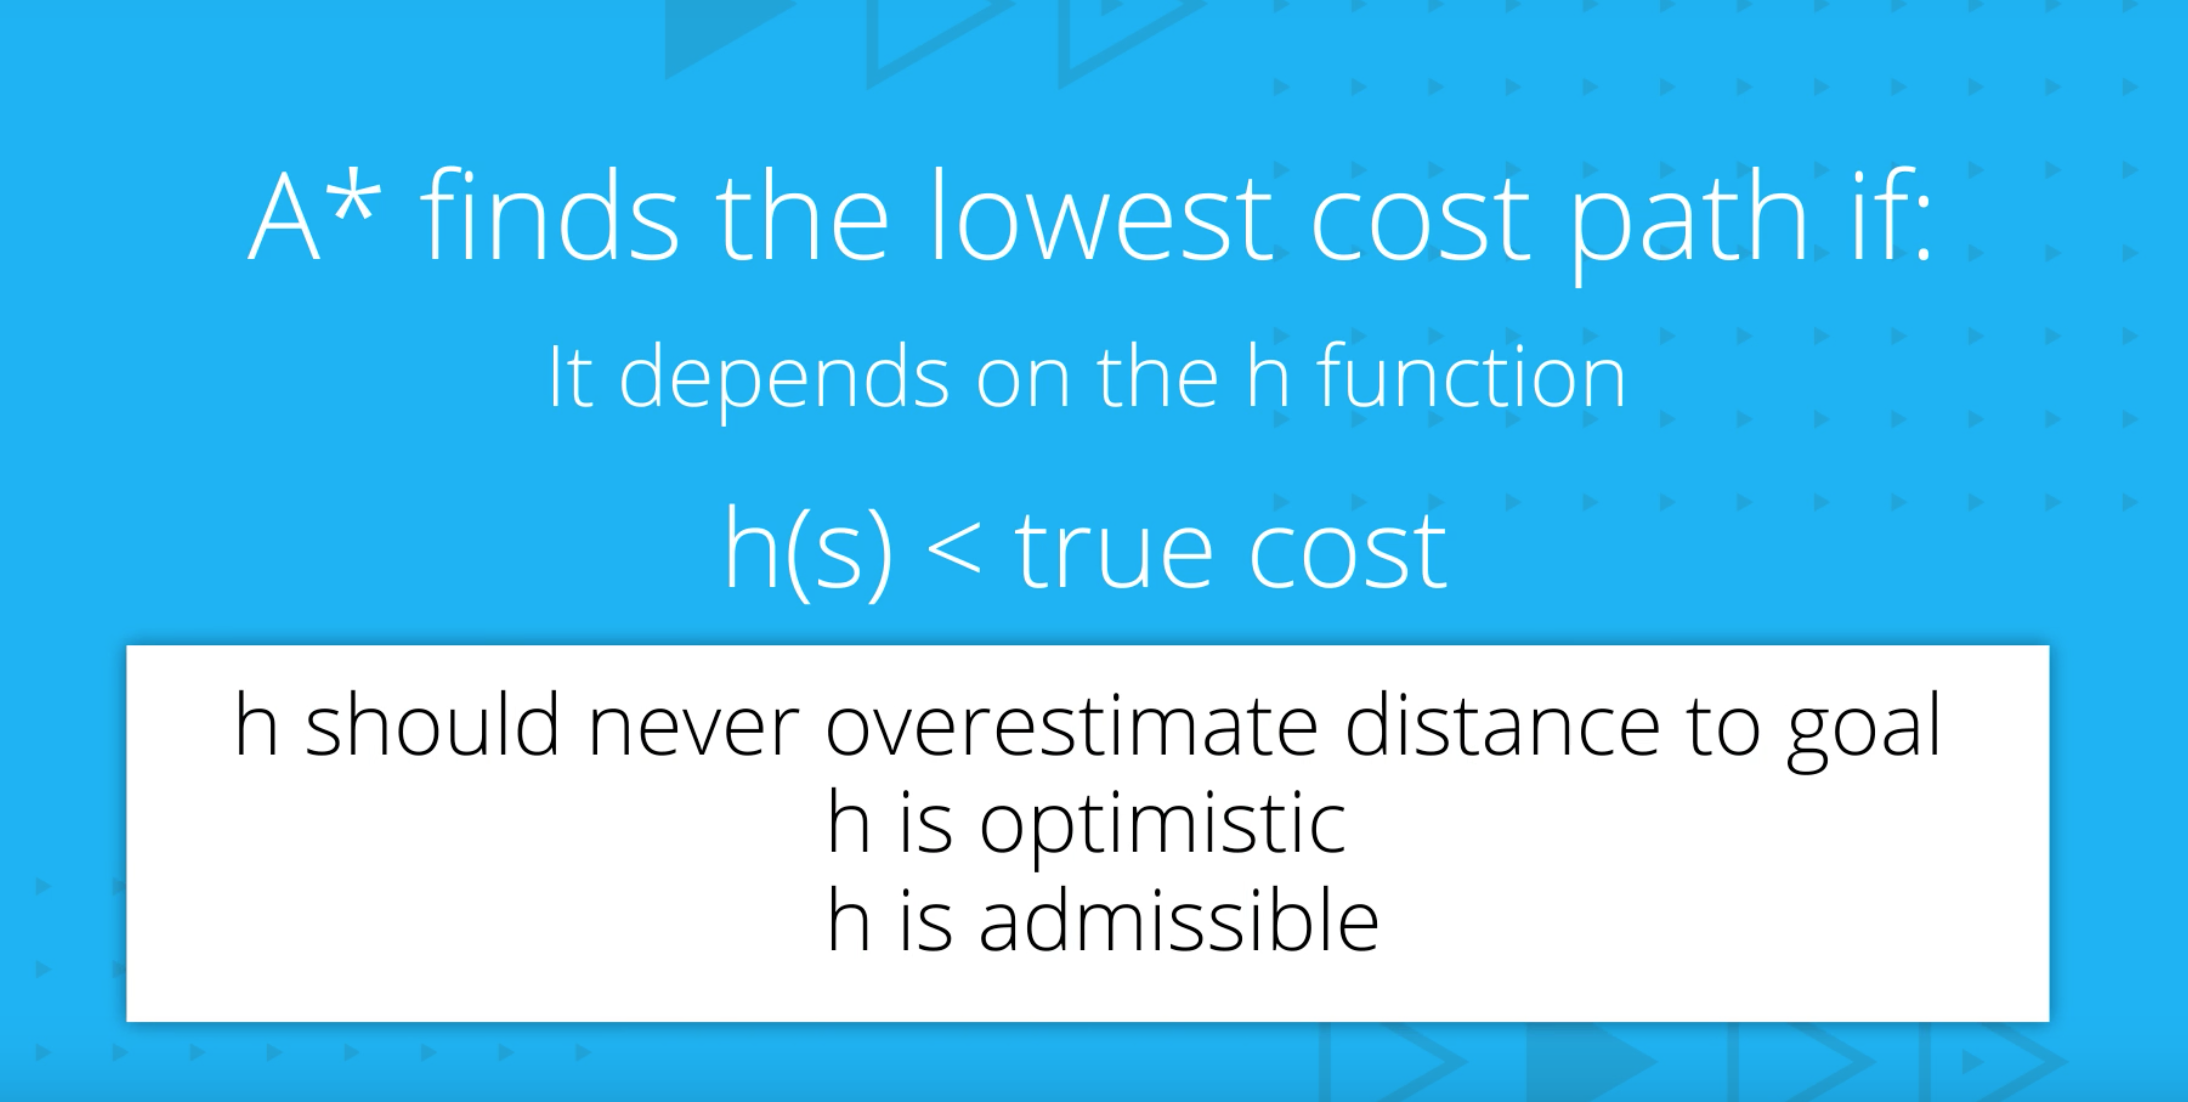 A* finds the lowest cost path if:
It depends on the h function
h(s) < true cost
h should never overestimate distance to goal
h is optimistic
h is admissible